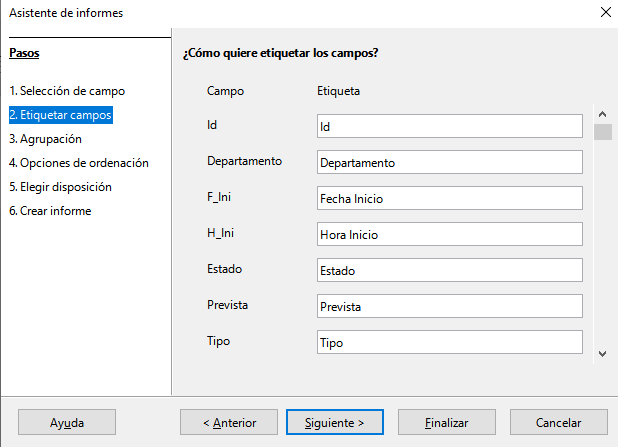 Asistente de informes
Pasos
1. Selección de campo
2. Etiquetar campos
3. Agrupación
4. Opciones de ordenación
5. Elegir disposición
6. Crear informe
¿Cómo quiere etiquetar los campos?
Campo Etiqueta
Id Id
Departamento Departamento
F_Ini Fecha Inicio
H_Ini Hora Inicio
Estado Estado
Prevista Prevista
Tipo Tipo
Ayuda < Anterior Siguiente > Finalizar Cancelar